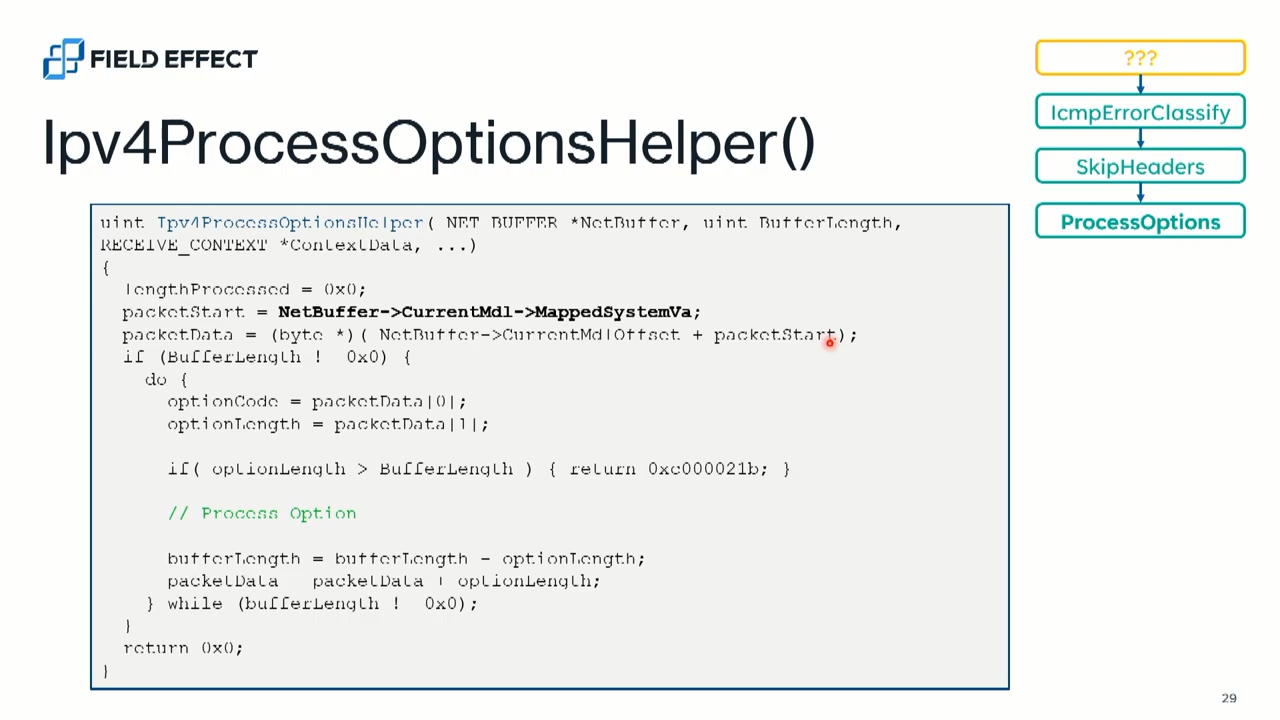 FIELD EFFECT
Ipv4ProcessOptionsHelper()
???
IcmpErrorClassify
SkipHeaders
ProcessOptions
uint Ipv4ProcessOptionsHelper( NET_BUFFER *NetBuffer, uint BufferLength,
RECEIVE_CONTEXT *ContextData, ...)
{
lengthProcessed = 0x0;
packetStart = NetBuffer->CurrentMdl->MappedSystemVa;
packetData = (byte *)( NetBuffer->CurrentMdlOffset + packetStart);
if (BufferLength != 0x0) {
do {
optionCode = packetData[0];
optionLength = packetData[1];
if( optionLength > BufferLength ) { return 0xc000021b; }
// Process Option
bufferLength = bufferLength - optionLength;
packetData = packetData + optionLength;
} while (bufferLength != 0x0);
}
return 0x0;
}
29